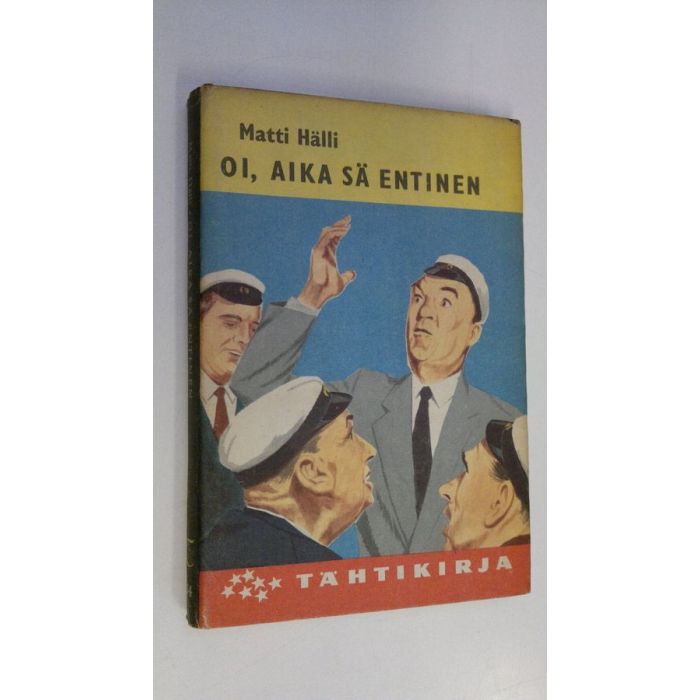 Matti Hälli
OI, AIKA SÄ ENTINEN
TÄHTIKIRJA